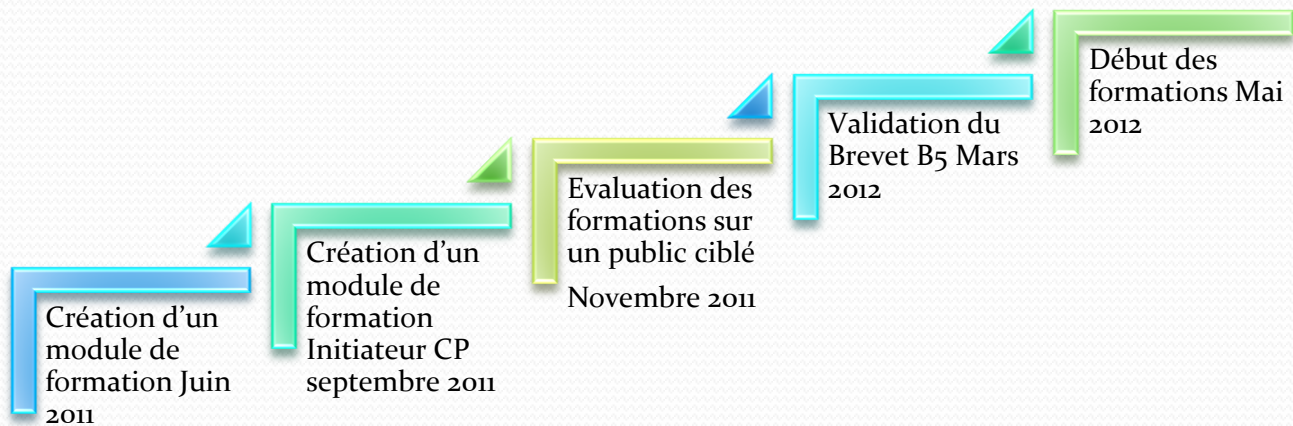 Création d’un
module de
formation Juin
2011
Création d’un
module de
formation
Initiateur CP
septembre 2011
Evaluation des
formations sur
un public ciblé
Novembre 2011
Validation du
Brevet B5 Mars
2012
Début des
formations Mai
2012